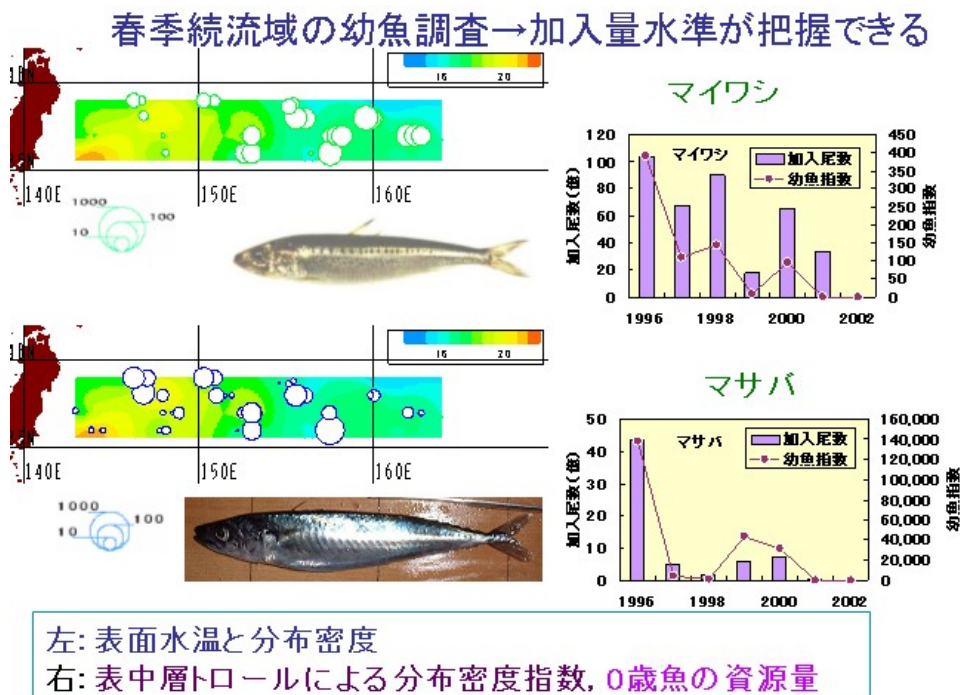 春季続流域の幼魚調査→加入量水準が把握できる
16 20
140E 150E 160E
1000
100
10
マイワシ
マイワシ
加入尾数
幼魚指数
加入尾数(億)
幼魚指数
120
100
80
60
40
20
0
450
400
350
300
250
200
150
100
50
0
1996 1998 2000 2002
16 20
140E 150E 160E
1000
100
10
マサバ
マサバ
加入尾数
幼魚指数
加入尾数(億)
幼魚指数
50
40
30
20
10
0
160,000
140,000
120,000
100,000
80,000
60,000
40,000
20,000
0
1996 1998 2000 2002
左: 表面水温と分布密度
右: 表中層トロールによる分布密度指数, 0歳魚の資源量